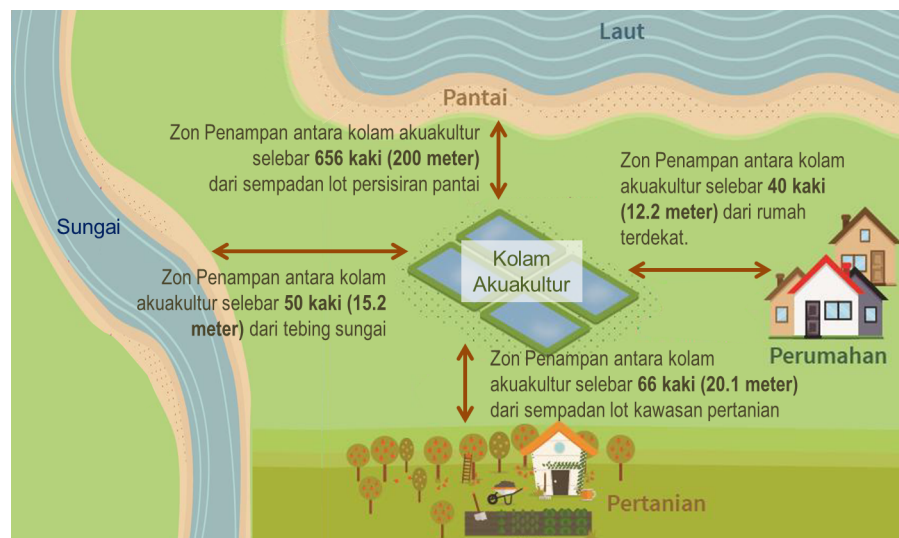 Laut
Pantai
Zon Penampan antara kolam akuakultur
selebar 656 kaki (200 meter)
dari sempadan lot persisiran pantai
Zon Penampan antara kolam
akuakultur selebar 40 kaki
(12.2 meter) dari rumah
terdekat.
Sungai
Kolam
Akuakultur
Zon Penampan antara kolam
akuakultur selebar 50 kaki (15.2
meter) dari tebing sungai
Perumahan
Zon Penampan antara kolam
akuakultur selebar 66 kaki (20.1 meter)
dari sempadan lot kawasan pertanian
Pertanian